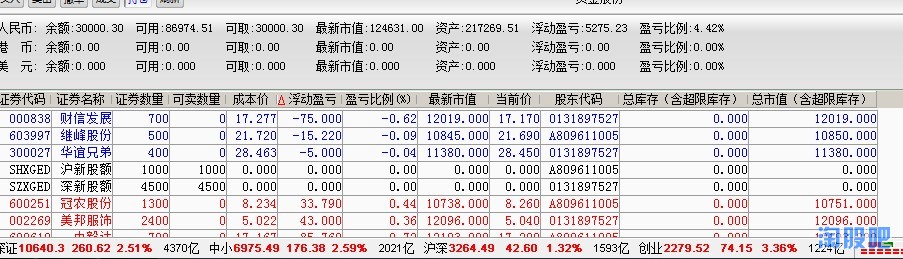 人民币: 余额:30000.30 可用:86974.51 可取:30000.30 最新市值:124631.00 资产:217269.51 浮动盈亏:5275.23 盈亏比例:4.42%
港 币: 余额:0.00 可用:0.00 可取:0.00 最新市值:0.00 资产:0.00 浮动盈亏:0.00 盈亏比例:0.00%
美 元: 余额:0.000 可用:0.000 可取:0.000 最新市值:0.000 资产:0.000 浮动盈亏:0.000 盈亏比例:0.00%
证券代码 证券名称 证券数量 可卖数量 成本价 浮动盈亏 盈亏比例(%) 最新市值 当前价 股东代码 总库存（含超限库存） 总市值（含超限库存）
000838 财信发展 700 0 17.277 -75.000 -0.62 12019.000 17.170 0131897527 0.000 12019.000
603997 继峰股份 500 0 21.720 -15.220 -0.09 10845.000 21.690 A809611005 0.000 10850.000
300027 华谊兄弟 400 0 28.463 -5.000 -0.04 11380.000 28.450 0131897527 0.000 11380.000
SHXGED 沪新股额 1000 1000 0.000 0.000 0.00 0.000 0.000 A809611005 0.000 0.000
SZXGED 深新股额 4500 4500 0.000 0.000 0.00 0.000 0.000 0131897527 0.000 0.000
600251 冠农股份 1300 0 8.234 33.790 0.44 10738.000 8.260 A809611005 0.000 10751.000
002269 美邦服饰 2400 0 5.022 43.000 0.36 12096.000 5.040 0131897527 0.000 12096.000
深证10640.3 260.62 2.51% 4370亿 中小6975.49 176.38 2.59% 2021亿 沪深3264.49 42.60 1.32% 1593亿 创业2279.52 74.15 3.36% 1224亿
淘股吧